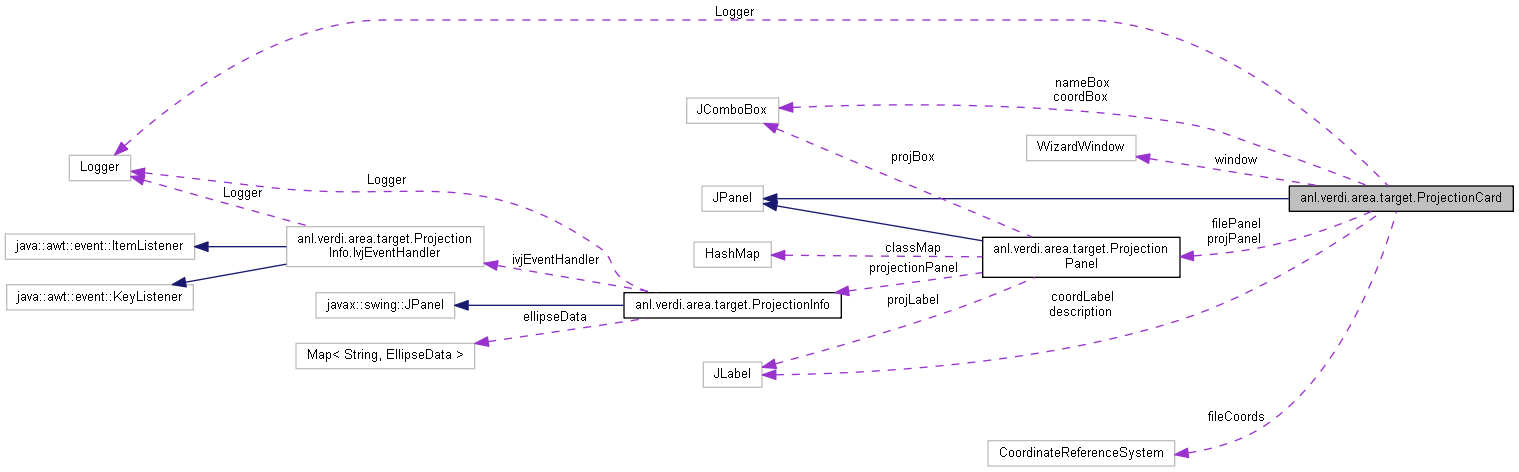 Logger
nameBox
coordBox
JComboBox
WizardWindow
projBox
window
Logger
Logger
Logger
JPanel
anl.verdi.area.target.ProjectionCard
filePanel
projPanel
anl.verdi.area.target.Projection
Info.IvjEventHandler
java::awt::event::ItemListener
anl.verdi.area.target.Projection
Panel
classMap
HashMap
ivjEventHandler
projectionPanel
java::awt::event::KeyListener
javax::swing::JPanel
anl.verdi.area.target.ProjectionInfo
projLabel
coordLabel
description
ellipseData
Map< String, EllipseData >
JLabel
fileCoords
CoordinateReferenceSystem